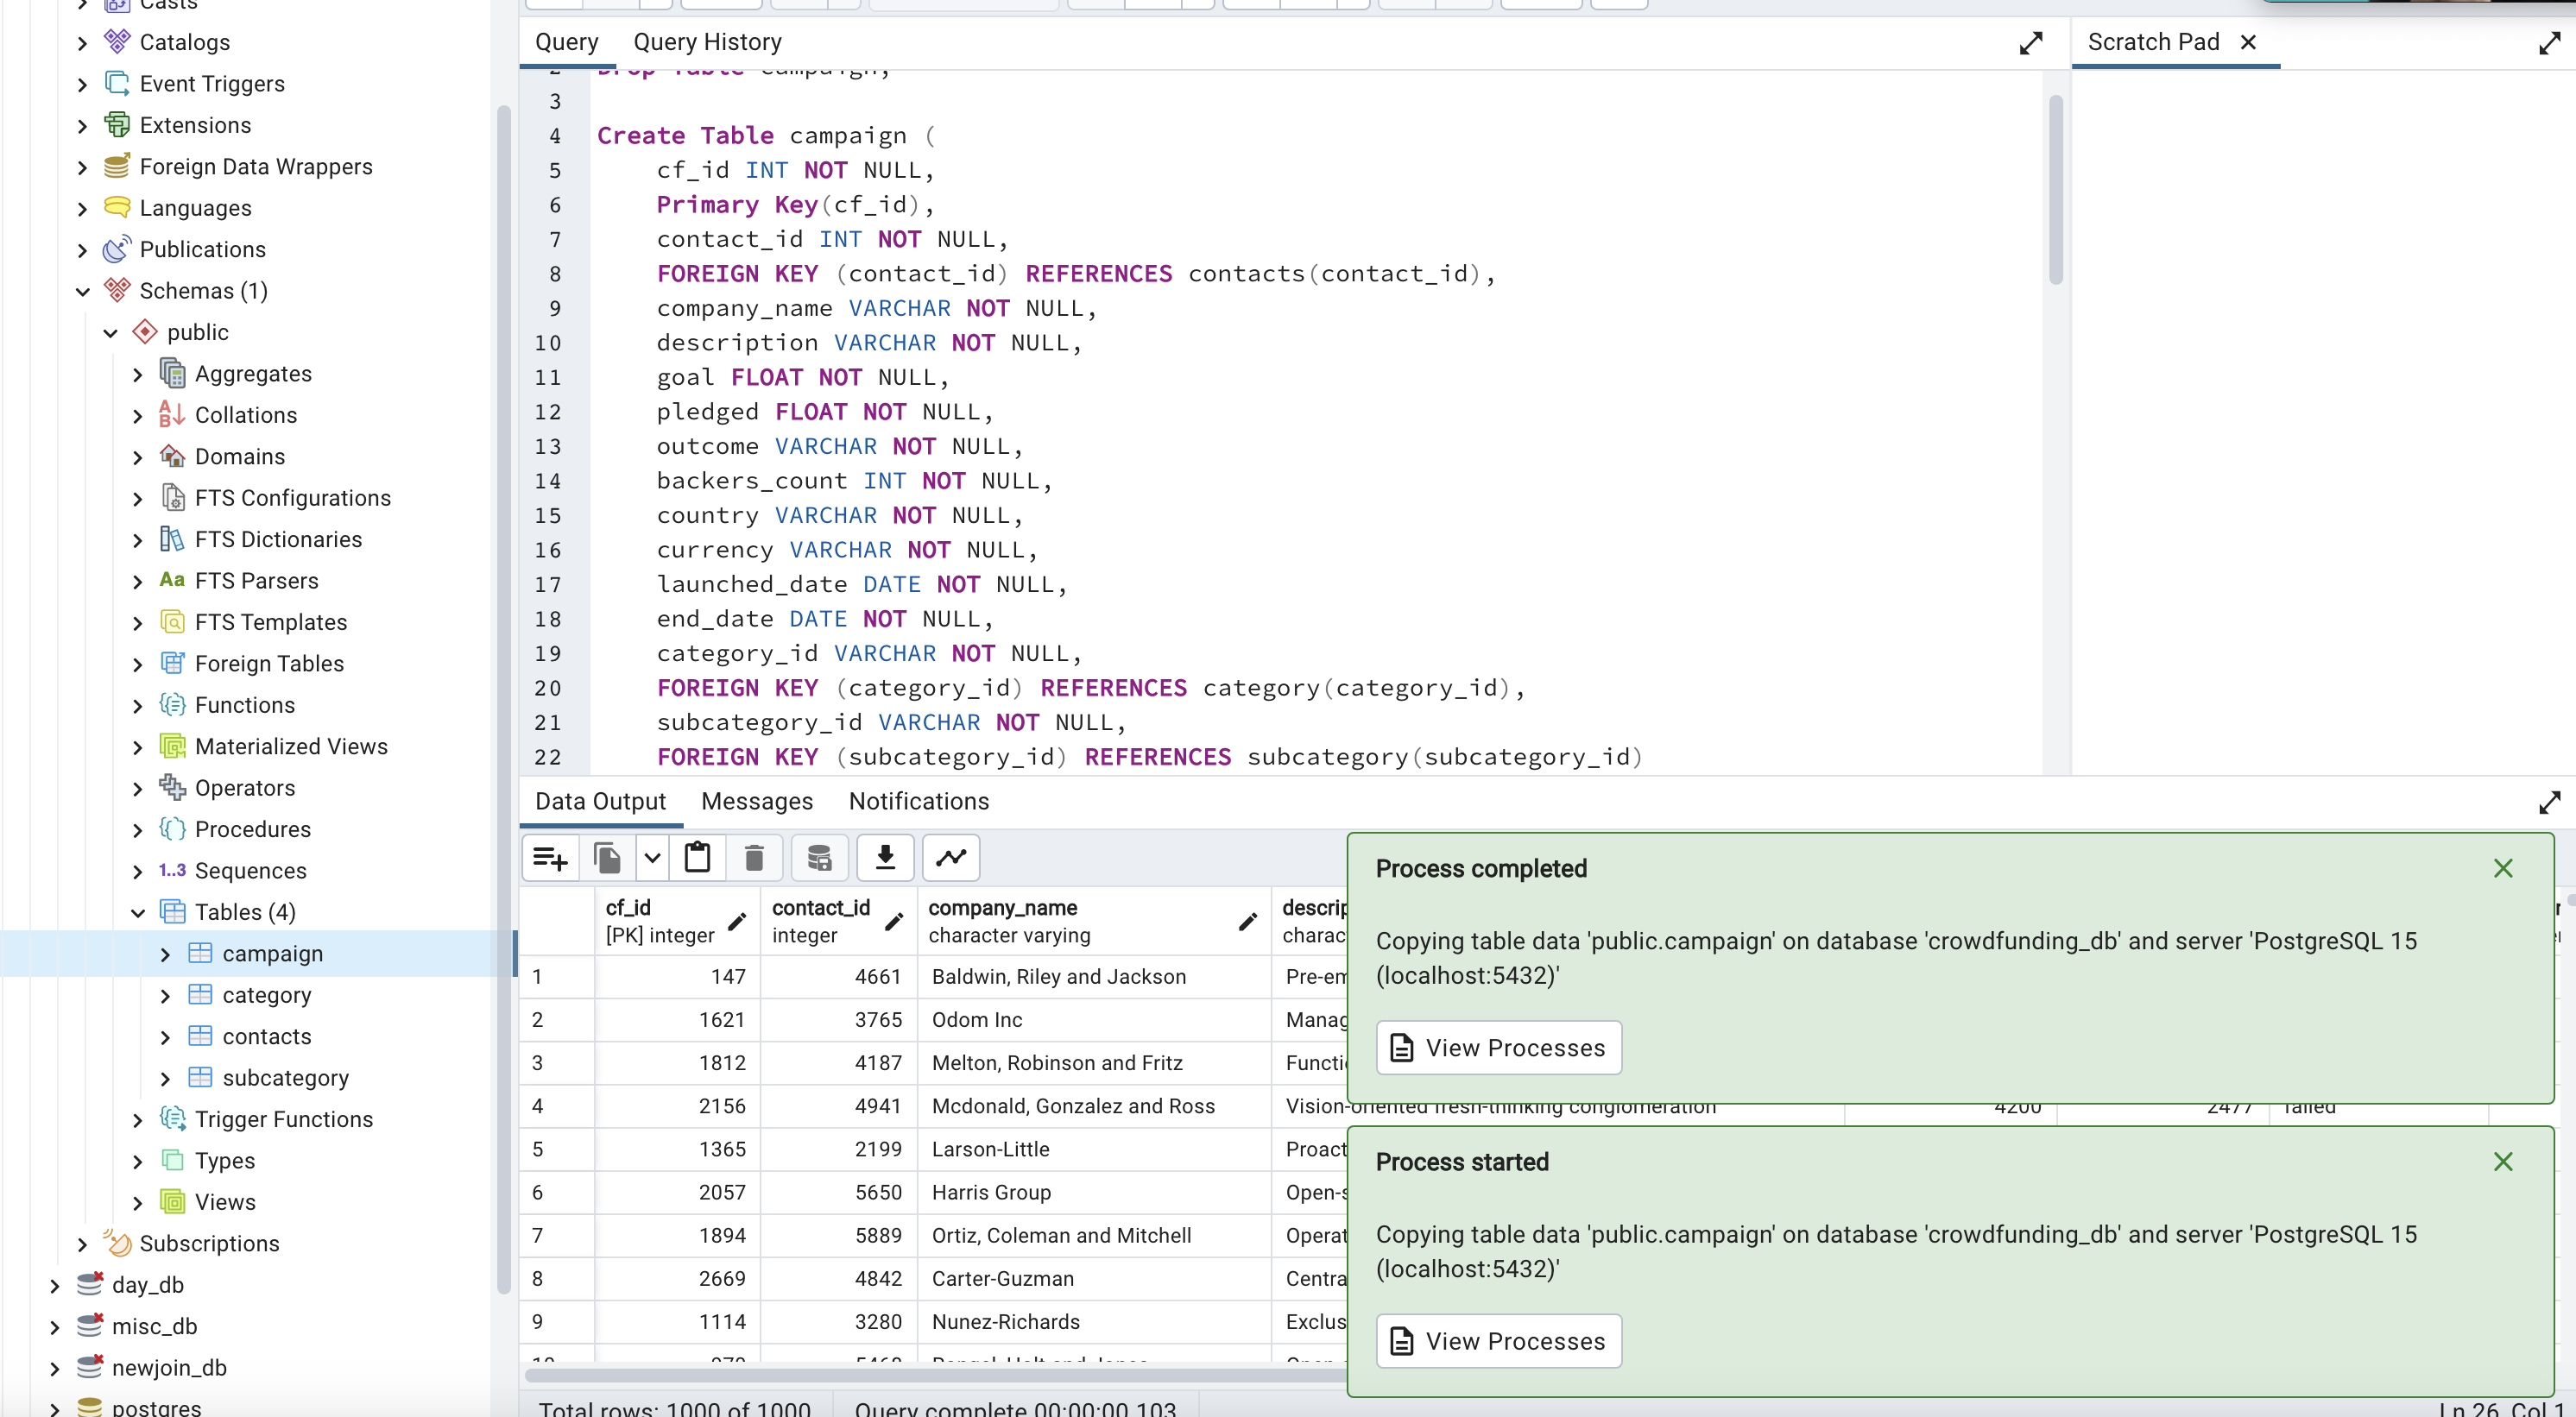 Casts
Catalogs
Event Triggers
Extensions
Foreign Data Wrappers
Languages
Publications
Schemas (1)
public
Aggregates
Collations
Domains
FTS Configurations
FTS Dictionaries
Aa FTS Parsers
FTS Templates
Foreign Tables
Functions
Materialized Views
Operators
Procedures
1..3 Sequences
Tables (4)
campaign
category
contacts
subcategory
Trigger Functions
Types
Views
Subscriptions
day_db
misc_db
newjoin_db
postgres
Query Query History
Scratch Pad
2 Drop Table campaign;
3
4 Create Table campaign (
5 cf_id INT NOT NULL,
6 Primary Key(cf_id),
7 contact_id INT NOT NULL,
8 FOREIGN KEY (contact_id) REFERENCES contacts(contact_id),
9 company_name VARCHAR NOT NULL,
10 description VARCHAR NOT NULL,
11 goal FLOAT NOT NULL,
12 pledged FLOAT NOT NULL,
13 outcome VARCHAR NOT NULL,
14 backers_count INT NOT NULL,
15 country VARCHAR NOT NULL,
16 currency VARCHAR NOT NULL,
17 launched_date DATE NOT NULL,
18 end_date DATE NOT NULL,
19 category_id VARCHAR NOT NULL,
20 FOREIGN KEY (category_id) REFERENCES category(category_id),
21 subcategory_id VARCHAR NOT NULL,
22 FOREIGN KEY (subcategory_id) REFERENCES subcategory(subcategory_id)
Data Output Messages Notifications
cf_id contact_id company_name descrip
[PK] integer integer character varying charac
1 147 4661 Baldwin, Riley and Jackson Pre-em
2 1621 3765 Odom Inc Manag
3 1812 4187 Melton, Robinson and Fritz Functi
4 2156 4941 Mcdonald, Gonzalez and Ross Vision-oriented fresh-thinking conglomeration 4200 2477 failed
5 1365 2199 Larson-Little Proact
6 2057 5650 Harris Group Open-s
7 1894 5889 Ortiz, Coleman and Mitchell Operat
8 2669 4842 Carter-Guzman Centra
9 1114 3280 Nunez-Richards Exclus
Process completed
Copying table data 'public.campaign' on database 'crowdfunding_db' and server 'PostgreSQL 15
(localhost:5432)'
View Processes
Process started
Copying table data 'public.campaign' on database 'crowdfunding_db' and server 'PostgreSQL 15
(localhost:5432)'
View Processes
Total rows: 1000 of 1000 Query complete 00:00:00.103
Ln 26, Col 1